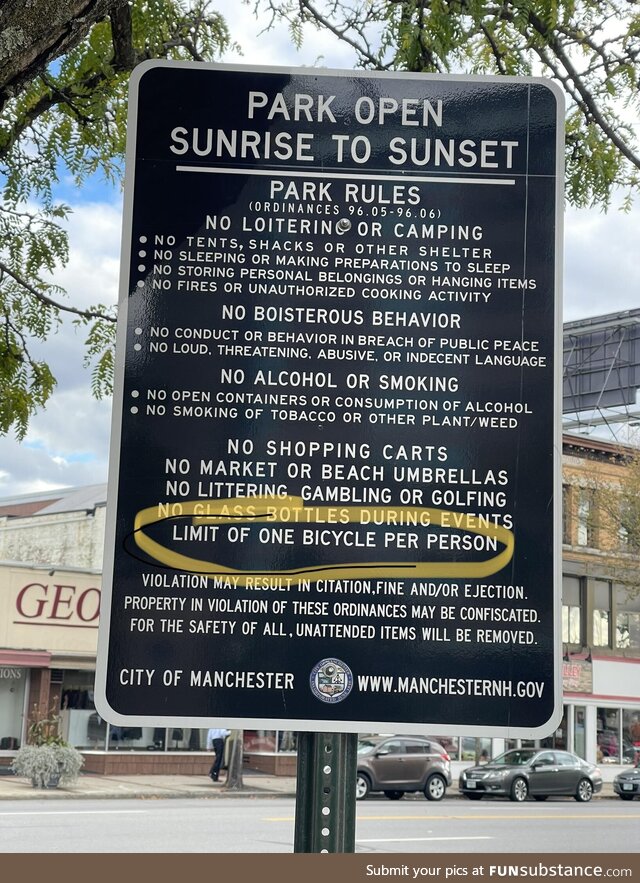 PARK OPEN
SUNRISE TO SUNSET
PARK RULES
(ORDINANCES 96.05-96.06)
NO LOITERING OR CAMPING
• NO TENTS, SHACKS OR OTHER SHELTER
• NO SLEEPING OR MAKING PREPARATIONS TO SLEEP
• NO STORING PERSONAL BELONGINGS OR HANGING ITEMS
• NO FIRES OR UNAUTHORIZED COOKING ACTIVITY
NO BOISTEROUS BEHAVIOR
• NO CONDUCT OR BEHAVIOR IN BREACH OF PUBLIC PEACE
• NO LOUD, THREATENING, ABUSIVE, OR INDECENT LANGUAGE
NO ALCOHOL OR SMOKING
• NO OPEN CONTAINERS OR CONSUMPTION OF ALCOHOL
• NO SMOKING OF TOBACCO OR OTHER PLANT/WEED
NO SHOPPING CARTS
NO MARKET OR BEACH UMBRELLAS
NO LITTERING, GAMBLING OR GOLFING
NO GLASS BOTTLES DURING EVENTS
LIMIT OF ONE BICYCLE PER PERSON
VIOLATION MAY RESULT IN CITATION,FINE AND/OR EJECTION.
PROPERTY IN VIOLATION OF THESE ORDINANCES MAY BE CONFISCATED.
FOR THE SAFETY OF ALL, UNATTENDED ITEMS WILL BE REMOVED.
CITY OF MANCHESTER WWW.MANCHESTERNH.GOV
GEO
Submit your pics at FUNsubstance.com